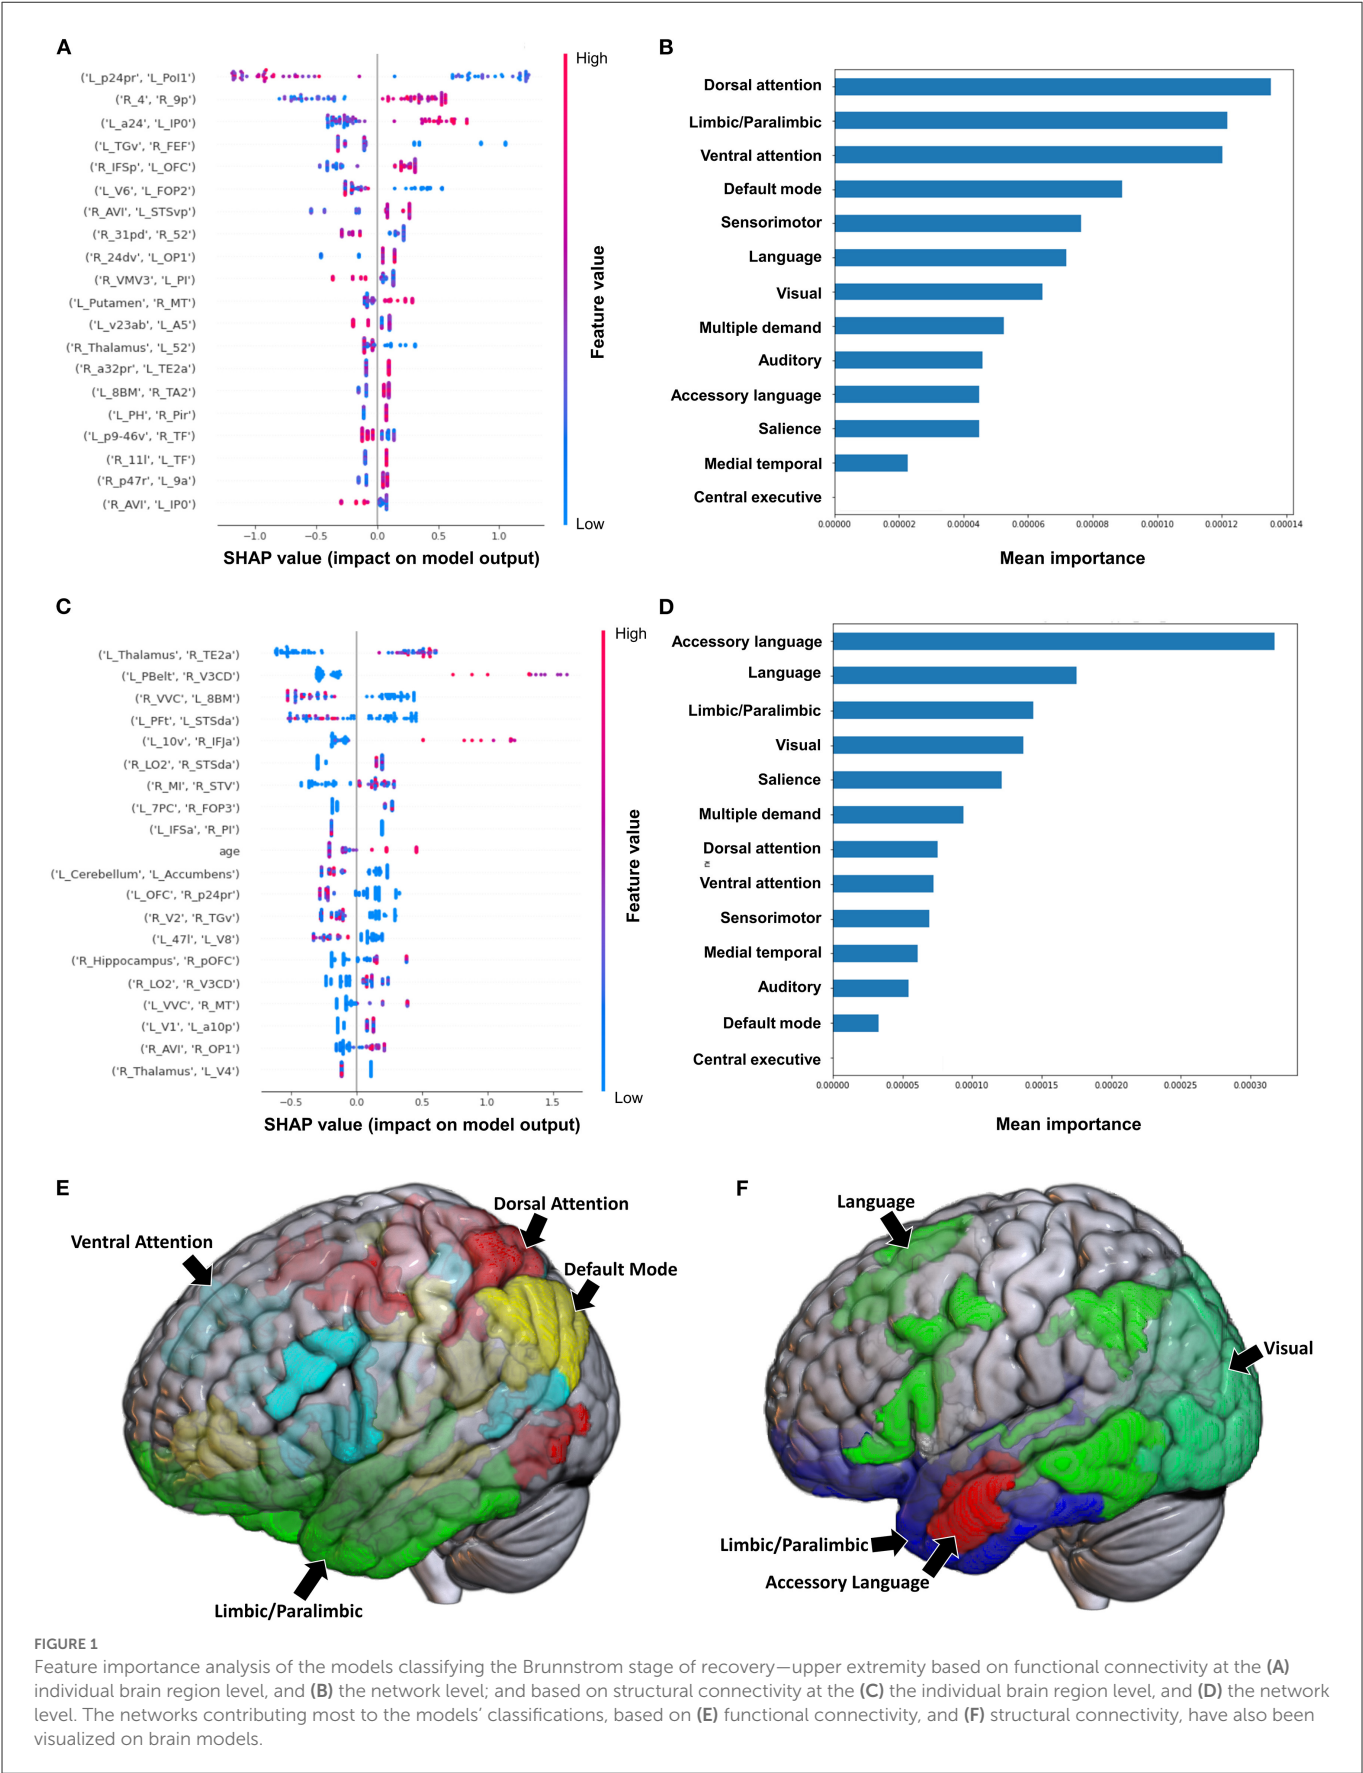 A
High
('L_p24pr', 'L_PoI1')
('R_4', 'R_9p')
('L_a24', 'L_IP0')
('L_TGv', 'R_FEF')
('R_IFSp', 'L_OFC')
('L_V6', 'L_FOP2')
('R_AVI', 'L_STSvp')
('R_31pd', 'R_52')
('R_24dv', 'L_OP1')
('R_VMV3', 'L_PI')
('L_Putamen', 'R_MT')
('L_v23ab', 'L_A5')
('R_Thalamus', 'L_52')
('R_a32pr', 'L_TE2a')
('L_8BM', 'R_TA2')
('L_PH', 'R_Pir')
('L_p9-46v', 'R_TF')
('R_11l', 'L_TF')
('R_p47r', 'L_9a')
('R_AVI', 'L_IP0')
Feature value
Low
−1.0 −0.5 0.0 0.5 1.0
SHAP value (impact on model output)
B
Dorsal attention
Limbic/Paralimbic
Ventral attention
Default mode
Sensorimotor
Language
Visual
Multiple demand
Auditory
Accessory language
Salience
Medial temporal
Central executive
0.00000 0.00002 0.00004 0.00006 0.00008 0.00010 0.00012 0.00014
Mean importance
C
High
('L_Thalamus', 'R_TE2a')
('L_PBelt', 'R_V3CD')
('R_VVC', 'L_8BM')
('L_PFt', 'L_STSda')
('L_10v', 'R_IFJa')
('R_LO2', 'R_STSda')
('R_MI', 'R_STV')
('L_7PC', 'R_FOP3')
('L_IFSa', 'R_PI')
age
('L_Cerebellum', 'L_Accumbens')
('L_OFC', 'R_p24pr')
('R_V2', 'R_TGv')
('L_47l', 'L_V8')
('R_Hippocampus', 'R_pOFC')
('R_LO2', 'R_V3CD')
('L_VVC', 'R_MT')
('L_V1', 'L_a10p')
('R_AVI', 'R_OP1')
('R_Thalamus', 'L_V4')
Feature value
Low
−0.5 0.0 0.5 1.0 1.5
SHAP value (impact on model output)
D
Accessory language
Language
Limbic/Paralimbic
Visual
Salience
Multiple demand
Dorsal attention
Ventral attention
Sensorimotor
Medial temporal
Auditory
Default mode
Central executive
0.00000 0.00005 0.00010 0.00015 0.00020 0.00025 0.00030
Mean importance
E
Dorsal Attention
Ventral Attention
Default Mode
Limbic/Paralimbic
F
Language
Visual
Limbic/Paralimbic
Accessory Language
FIGURE 1
Feature importance analysis of the models classifying the Brunnstrom stage of recovery—upper extremity based on functional connectivity at the (A)
individual brain region level, and (B) the network level; and based on structural connectivity at the (C) the individual brain region level, and (D) the network
level. The networks contributing most to the models' classifications, based on (E) functional connectivity, and (F) structural connectivity, have also been
visualized on brain models.